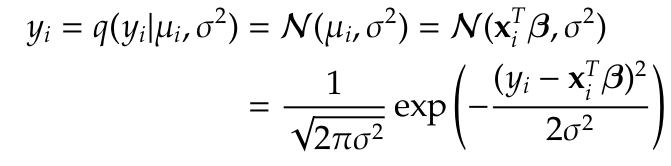 $y_i = q(y_i|\mu_i, \sigma^2) = \mathcal{N}(\mu_i, \sigma^2) = \mathcal{N}(\mathbf{x}_i^T \boldsymbol{\beta}, \sigma^2)$
$= \frac{1}{\sqrt{2\pi\sigma^2}} \exp\left(-\frac{(y_i - \mathbf{x}_i^T \boldsymbol{\beta})^2}{2\sigma^2}\right)$